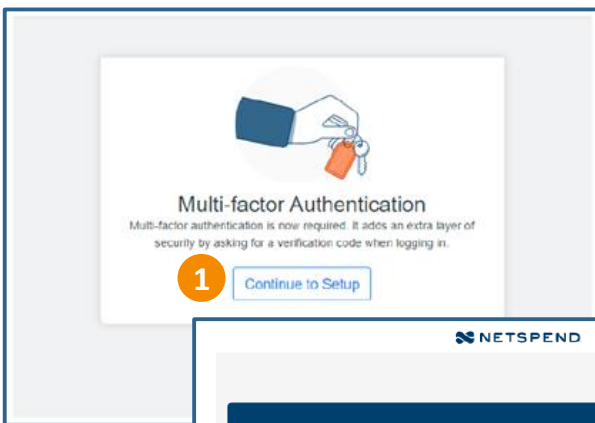 Multi-factor Authentication
Multi-factor authentication is now required. It adds an extra layer of
security by asking for a verification code when logging in.
1
Continue to Setup
NETSPEND